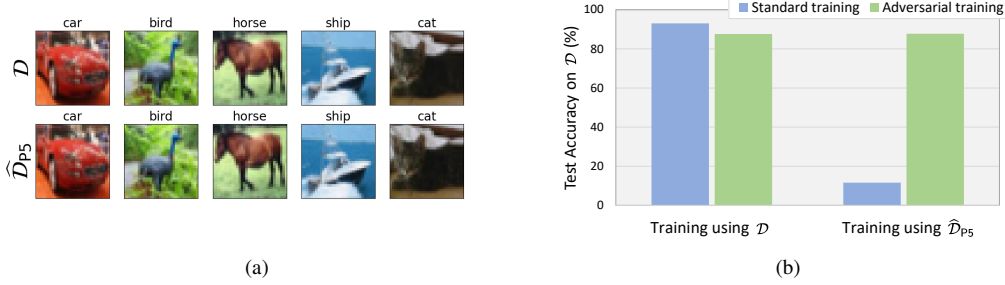 car bird horse ship cat
𝒟
car bird horse ship cat
𝒟̂P5
(a)
Standard training Adversarial training
Test Accuracy on 𝒟 (%)
100
80
60
40
20
0
Training using 𝒟 Training using 𝒟̂P5
(b)